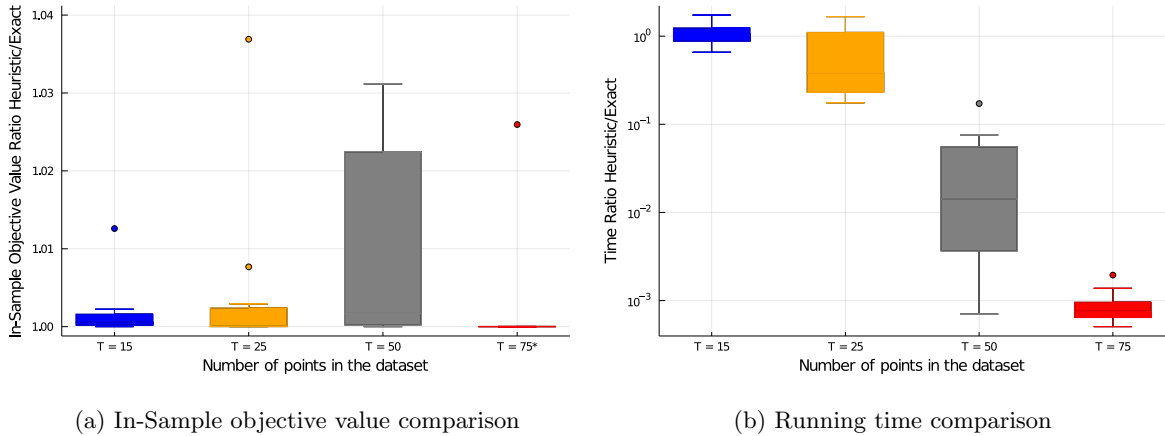 In-Sample Objective Value Ratio Heuristic/Exact
1.04
1.03
1.02
1.01
1.00
T = 15
T = 25
T = 50
T = 75*
Number of points in the dataset
(a) In-Sample objective value comparison
Time Ratio Heuristic/Exact
10⁰
10⁻¹
10⁻²
10⁻³
T = 15
T = 25
T = 50
T = 75
Number of points in the dataset
(b) Running time comparison